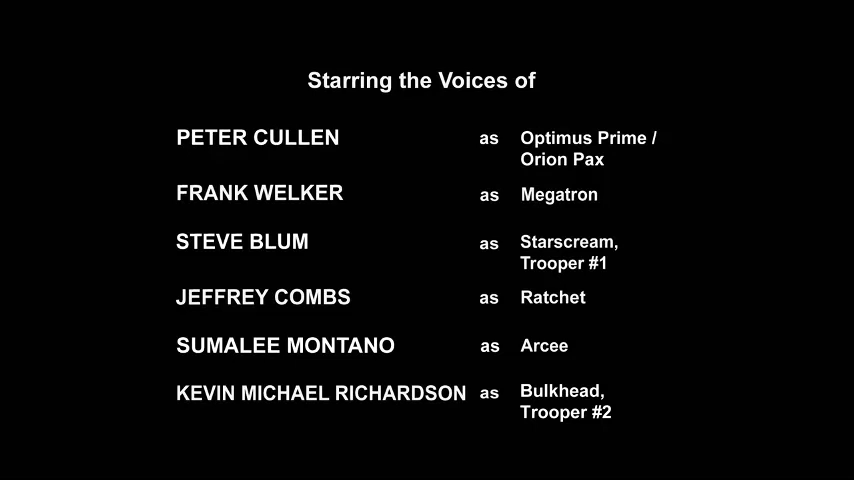 Starring the Voices of
PETER CULLEN as Optimus Prime /
Orion Pax
FRANK WELKER as Megatron
STEVE BLUM as Starscream,
Trooper #1
JEFFREY COMBS as Ratchet
SUMALEE MONTANO as Arcee
KEVIN MICHAEL RICHARDSON as Bulkhead,
Trooper #2